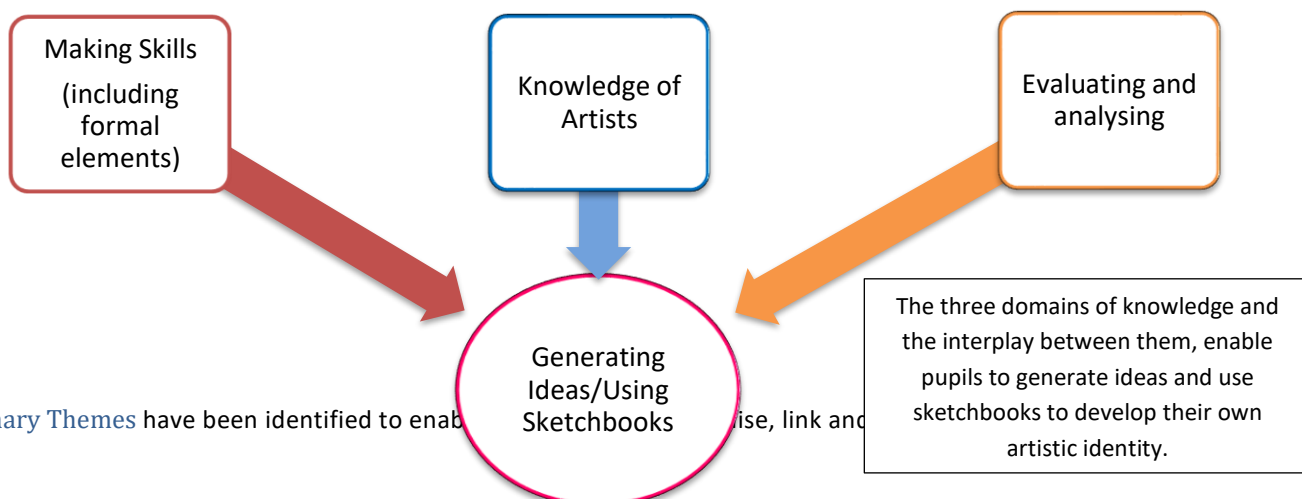 Making Skills
(including
formal
elements)
Knowledge of
Artists
Evaluating and
analysing
Generating
Ideas/Using
Sketchbooks
The three domains of knowledge and
the interplay between them, enable
pupils to generate ideas and use
sketchbooks to develop their own
artistic identity.
Themes have been identified to link and